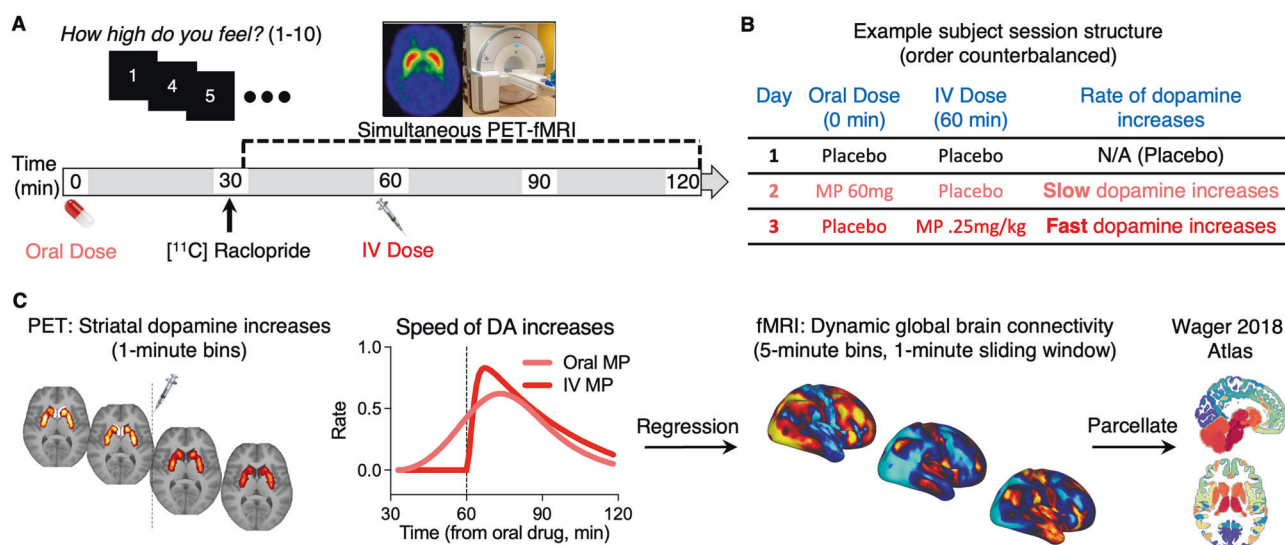 A
How high do you feel? (1-10)
1
4
5
Simultaneous PET-fMRI
Time
(min)
0
30
60
90
120
Oral Dose
[¹¹C] Raclopride
IV Dose
B
Example subject session structure
(order counterbalanced)
Day
Oral Dose
(0 min)
IV Dose
(60 min)
Rate of dopamine
increases
1 Placebo Placebo N/A (Placebo)
2 MP 60mg Placebo Slow dopamine increases
3 Placebo MP .25mg/kg Fast dopamine increases
C
PET: Striatal dopamine increases
(1-minute bins)
Speed of DA increases
Oral MP
IV MP
1.0
0.5
0.0
Rate
30 60 90 120
Time (from oral drug, min)
Regression
fMRI: Dynamic global brain connectivity
(5-minute bins, 1-minute sliding window)
Parcellate
Wager 2018
Atlas